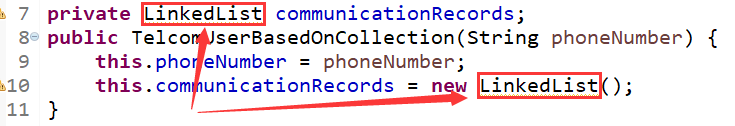 7 private LinkedList communicationRecords;
8 public TelcomUserBasedOnCollection(String phoneNumber) {
9 this.phoneNumber = phoneNumber;
10 this.communicationRecords = new LinkedList();
11 }